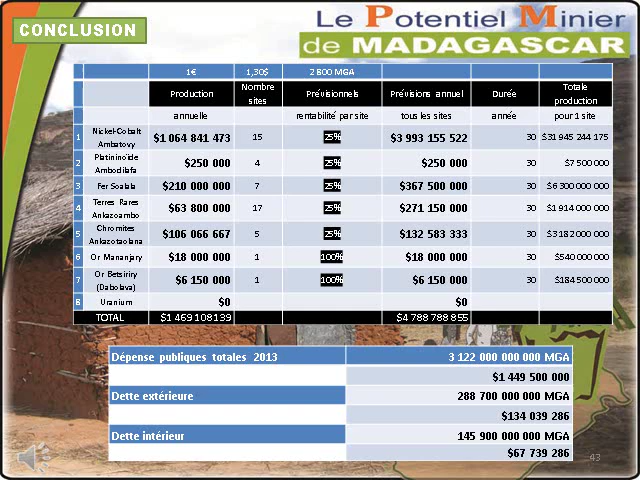 CONCLUSION
Le Potentiel Minier
de MADAGASCAR
1€ 1,30$ 2 800 MGA
Production Nombre sites Prévisionnels Prévisions annuel Durée Totale production
annuelle rentabilité par site tous les sites année pour 1 site
1 Nickel-Cobalt Ambatovy $1 064 841 473 15 25% $3 993 155 522 30 $31 945 244 175
2 Platininoïde Ambodilafa $250 000 4 25% $250 000 30 $7 500 000
3 Fer Soalala $210 000 000 7 25% $367 500 000 30 $6 300 000 000
4 Terres Rares Ankazoambo $63 800 000 17 25% $271 150 000 30 $1 914 000 000
5 Chromites Ankazotaolana $106 066 667 5 25% $132 583 333 30 $3 182 000 000
6 Or Mananjary $18 000 000 1 100% $18 000 000 30 $540 000 000
7 Or Betsiriry (Dabolava) $6 150 000 1 100% $6 150 000 30 $184 500 000
8 Uranium $0 $0
TOTAL $1 469 108 139 $4 788 788 855
Dépense publiques totales 2013 3 122 000 000 000 MGA
$1 449 500 000
Dette extérieure 288 700 000 000 MGA
$134 039 286
Dette intérieur 145 900 000 000 MGA
$67 739 286
43